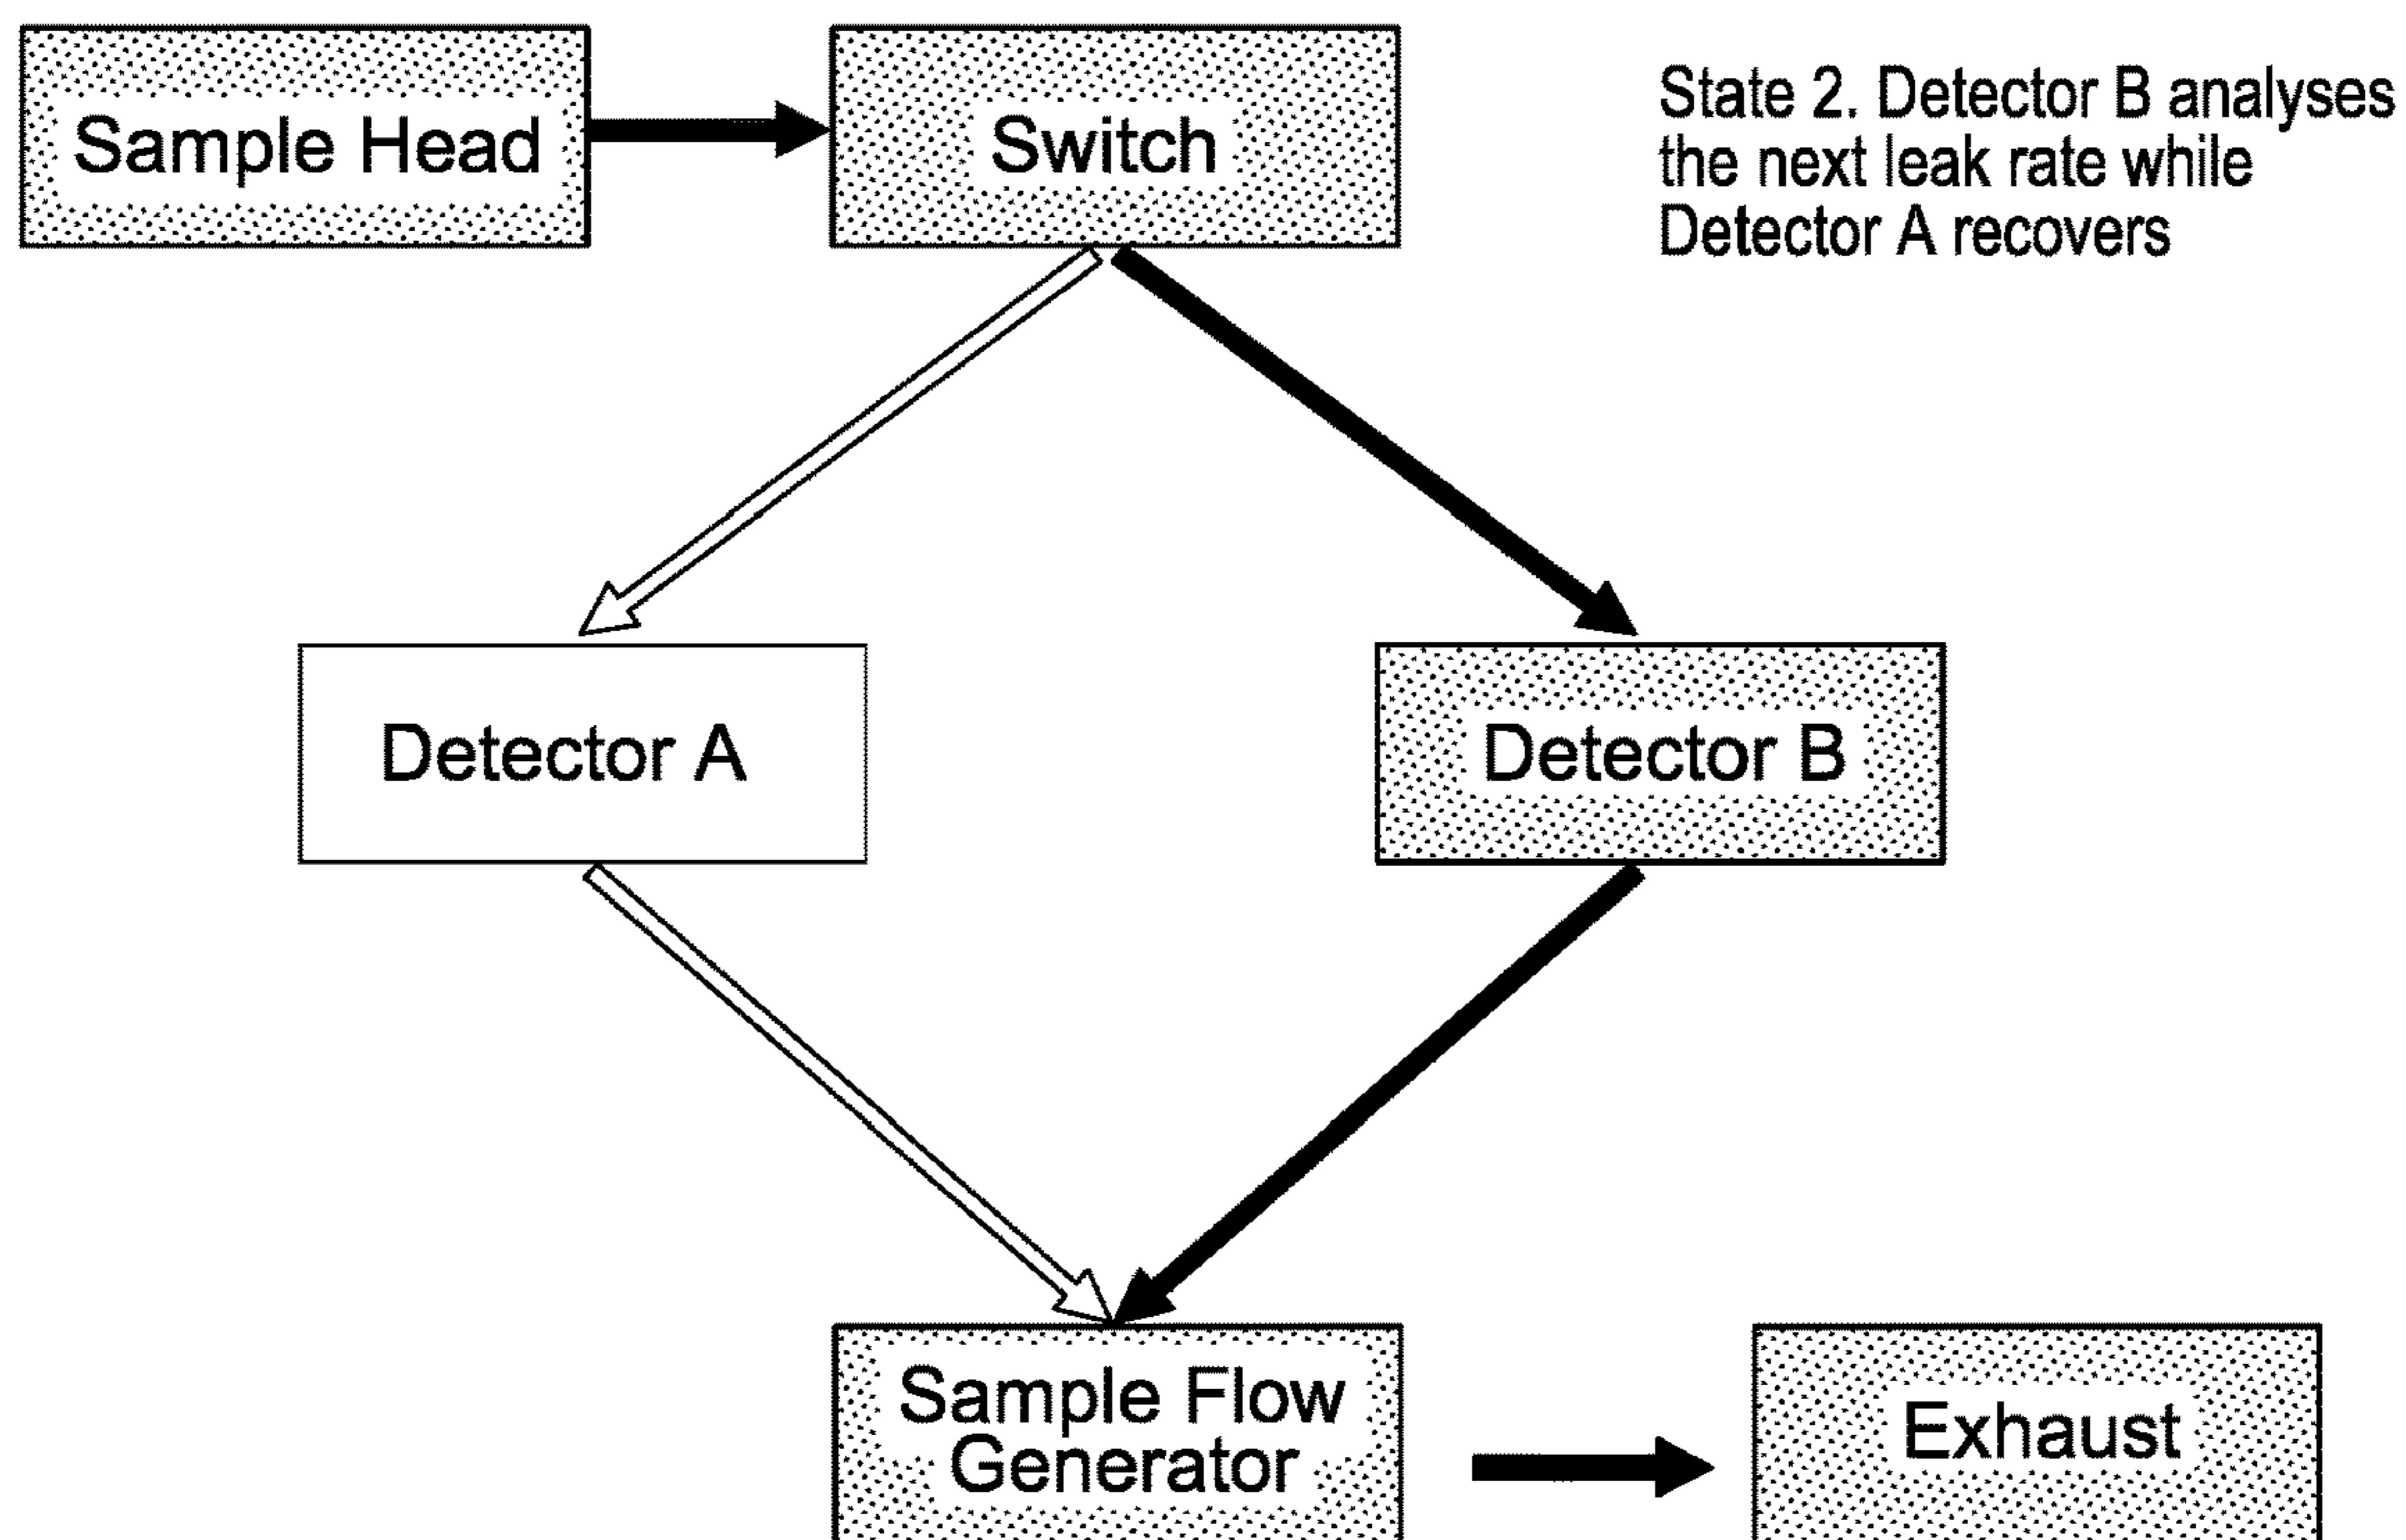 Sample Head
Switch
State 2. Detector B analyses
the next leak rate while
Detector A recovers
Detector A
Detector B
Sample Flow
Generator
Exhaust